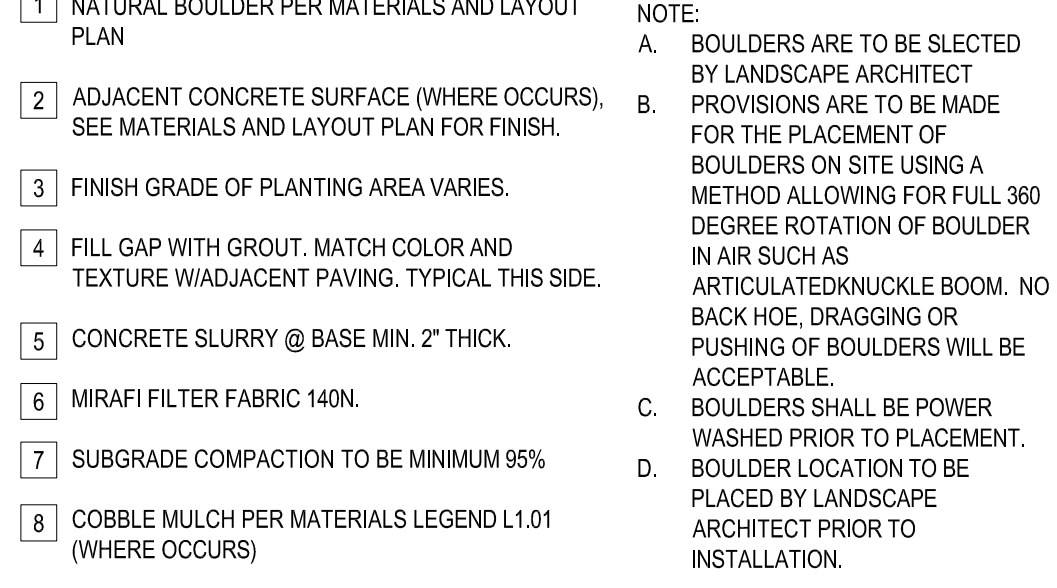 1 NATURAL BOULDER PER MATERIALS AND LAYOUT
PLAN
2 ADJACENT CONCRETE SURFACE (WHERE OCCURS),
SEE MATERIALS AND LAYOUT PLAN FOR FINISH.
3 FINISH GRADE OF PLANTING AREA VARIES.
4 FILL GAP WITH GROUT. MATCH COLOR AND
TEXTURE W/ADJACENT PAVING. TYPICAL THIS SIDE.
5 CONCRETE SLURRY @ BASE MIN. 2" THICK.
6 MIRAFI FILTER FABRIC 140N.
7 SUBGRADE COMPACTION TO BE MINIMUM 95%
8 COBBLE MULCH PER MATERIALS LEGEND L1.01
(WHERE OCCURS)
NOTE:
A. BOULDERS ARE TO BE SLECTED
BY LANDSCAPE ARCHITECT
B. PROVISIONS ARE TO BE MADE
FOR THE PLACEMENT OF
BOULDERS ON SITE USING A
METHOD ALLOWING FOR FULL 360
DEGREE ROTATION OF BOULDER
IN AIR SUCH AS
ARTICULATEDKNUCKLE BOOM. NO
BACK HOE, DRAGGING OR
PUSHING OF BOULDERS WILL BE
ACCEPTABLE.
C. BOULDERS SHALL BE POWER
WASHED PRIOR TO PLACEMENT.
D. BOULDER LOCATION TO BE
PLACED BY LANDSCAPE
ARCHITECT PRIOR TO
INSTALLATION.